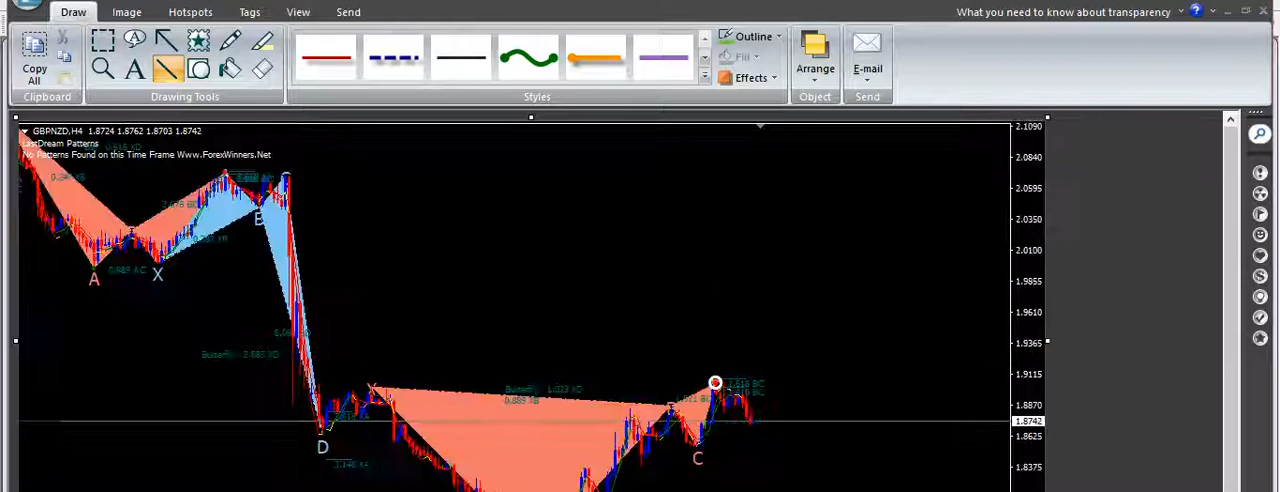 Draw Image Hotspots Tags View Send
What you need to know about transparency
Copy All
Outline
Fill
Effects
Arrange
E-mail
Clipboard
Drawing Tools
Styles
Object
Send
GBPNZD,H4 1.8724 1.8762 1.8703 1.8742
LastDream Patterns
No Patterns Found on this Time Frame Www.ForexWinners.Net
2.1090
2.0840
2.0595
2.0350
2.0100
1.9855
1.9610
1.9365
1.9115
1.8870
1.8742
1.8625
1.8375
A
X
B
D
C